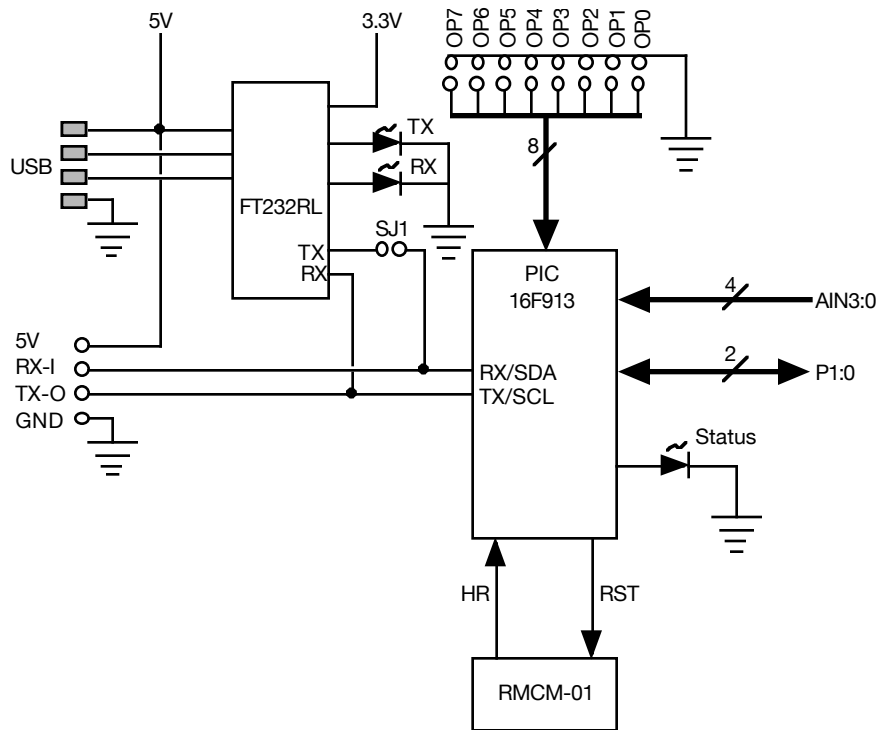 5V
3.3V
OP7
OP6
OP5
OP4
OP3
OP2
OP1
OP0
TX
RX
USB
FT232RL
8
SJ1
TX
RX
PIC
16F913
4
AIN3:0
5V
RX-I
TX-O
GND
RX/SDA
TX/SCL
2
P1:0
Status
HR
RST
RMCM-01